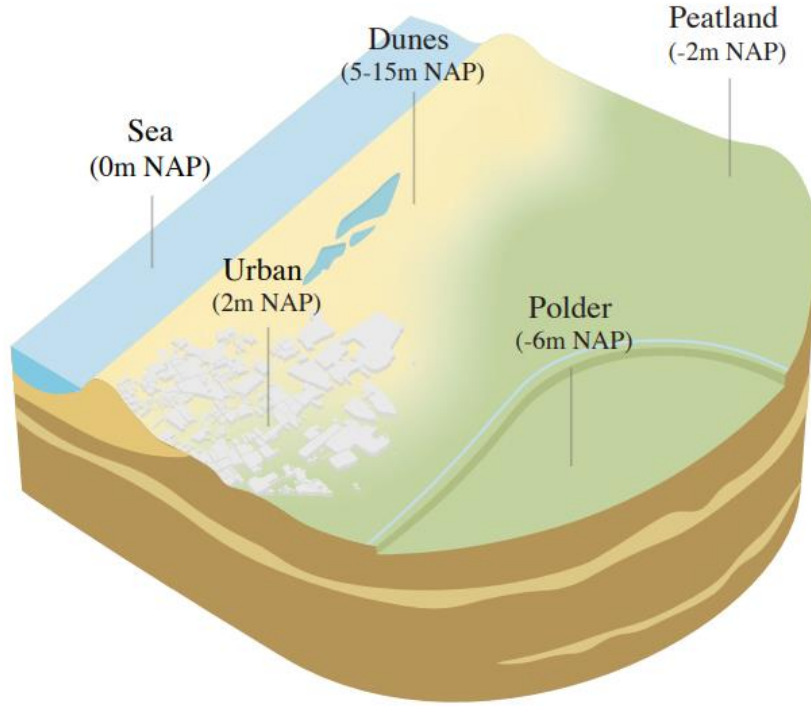 Peatland
(-2m NAP)
Dunes
(5-15m NAP)
Sea
(0m NAP)
Urban
(2m NAP)
Polder
(-6m NAP)